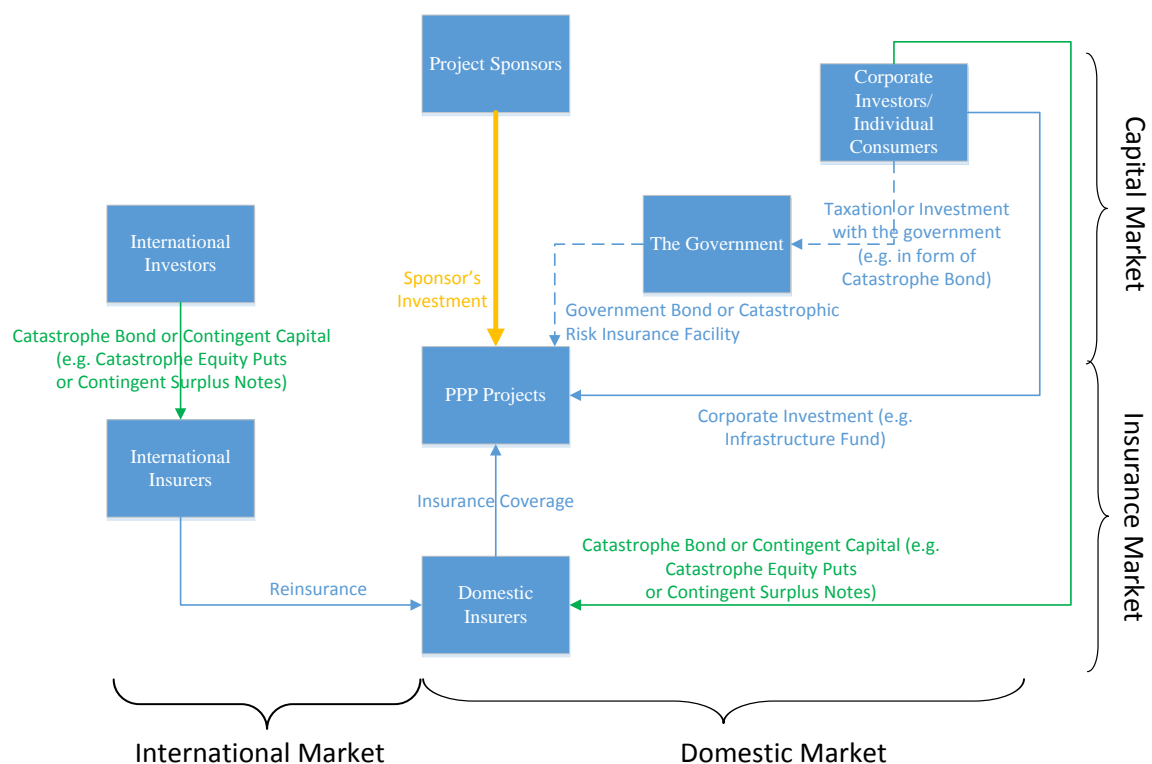 Project Sponsors
Corporate
Investors/
Individual
Consumers
Capital Market
International
Investors
The Government
Taxation or Investment
with the government
(e.g. in form of
Catastrophe Bond)
Sponsor's
Investment
Government Bond or Catastrophic
Risk Insurance Facility
Catastrophe Bond or Contingent Capital
(e.g. Catastrophe Equity Puts
or Contingent Surplus Notes)
PPP Projects
Corporate Investment (e.g.
Infrastructure Fund)
Insurance Market
International
Insurers
Insurance Coverage
Catastrophe Bond or Contingent Capital (e.g.
Catastrophe Equity Puts
or Contingent Surplus Notes)
Reinsurance
Domestic
Insurers
International Market
Domestic Market